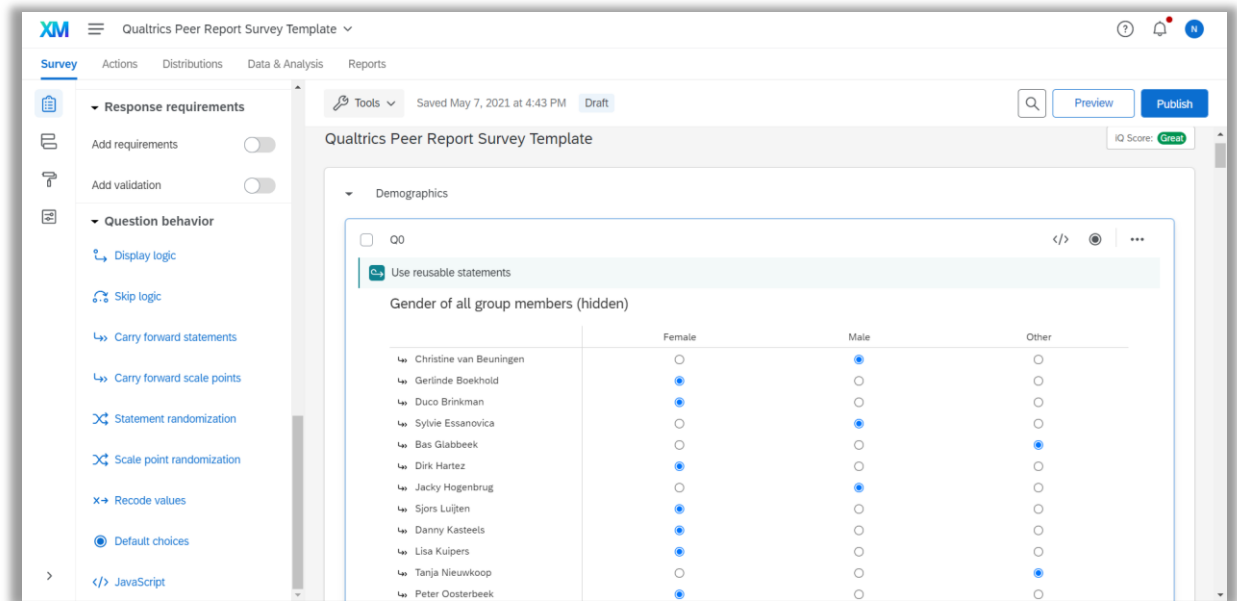 XM Qualtrics Peer Report Survey Template ? N
Survey Actions Distributions Data & Analysis Reports
Response requirements
Add requirements
Add validation
Question behavior
Display logic
Skip logic
Carry forward statements
Carry forward scale points
Statement randomization
Scale point randomization
Recode values
Default choices
</> JavaScript
Tools Saved May 7, 2021 at 4:43 PM Draft Preview Publish
Qualtrics Peer Report Survey Template iQ Score: Great
Demographics
Q0 </> •••
Use reusable statements
Gender of all group members (hidden)
Female Male Other
Christine van Beuningen
Gerlinde Boekhold
Duco Brinkman
Sylvie Essanovica
Bas Glabbeek
Dirk Hartez
Jacky Hogenbrug
Sjors Luijten
Danny Kasteels
Lisa Kuipers
Tanja Nieuwkoop
Peter Oosterbeek